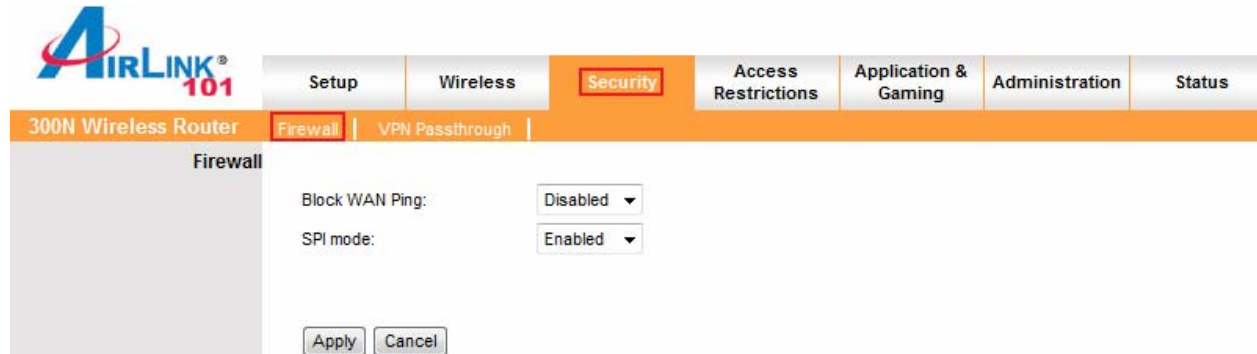 AIRLINK®
101
Setup Wireless Security Access Restrictions Application & Gaming Administration Status
300N Wireless Router Firewall VPN Passthrough
Firewall
Block WAN Ping: Disabled
SPI mode: Enabled
Apply Cancel